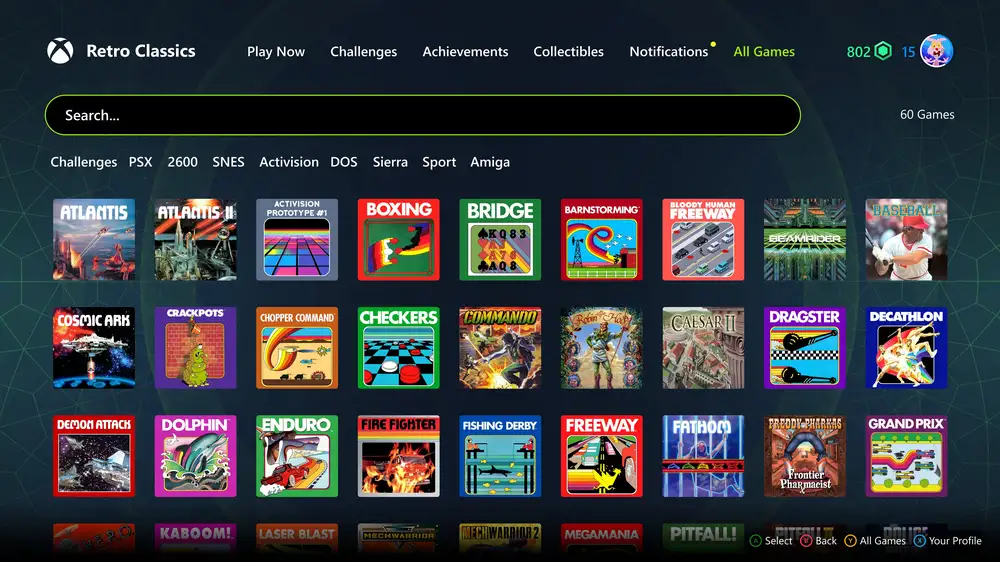 Retro Classics
Play Now
Challenges
Achievements
Collectibles
Notifications
All Games
802
15
Search...
60 Games
Challenges
PSX
2600
SNES
Activision
DOS
Sierra
Sport
Amiga
ATLANTIS
ATLANTIS II
ACTIVISION
PROTOTYPE #1
BOXING
BRIDGE
KQ83
AQ8
BARNSTORMING
BLOODY HUMAN
FREEWAY
BEAMRIDER
BASEBALL
COSMIC ARK
CRACKPOTS
CHOPPER COMMAND
CHECKERS
COMMANDO
Robin Hood
CAESAR II
DRAGSTER
DECATHLON
DEMON ATTACK
DOLPHIN
ENDURO
FIRE FIGHTER
FISHING DERBY
FREEWAY
FATHOM
FREDDY PHARKAS
Frontier
Pharmacist
GRAND PRIX
KABOOM!
LASER BLAST
MECHWARRIOR
MECHWARRIOR 2
MEGAMANIA
PITFALL!
PITFALL II
A Select
B Back
Y All Games
X Your Profile